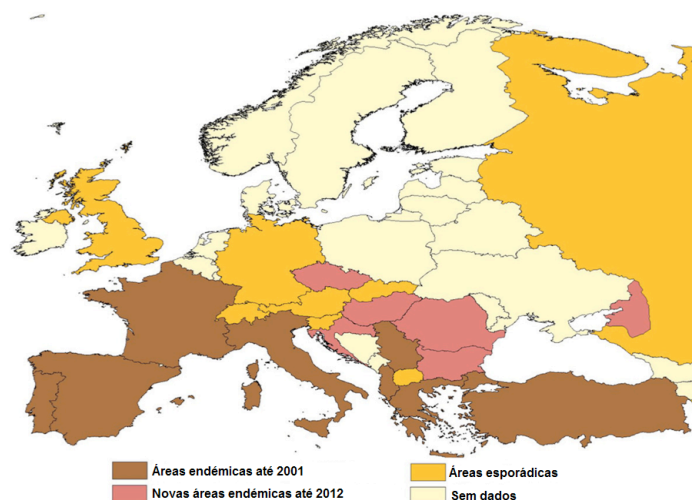 Áreas endémicas até 2001
Áreas esporádicas
Novas áreas endémicas até 2012
Sem dados